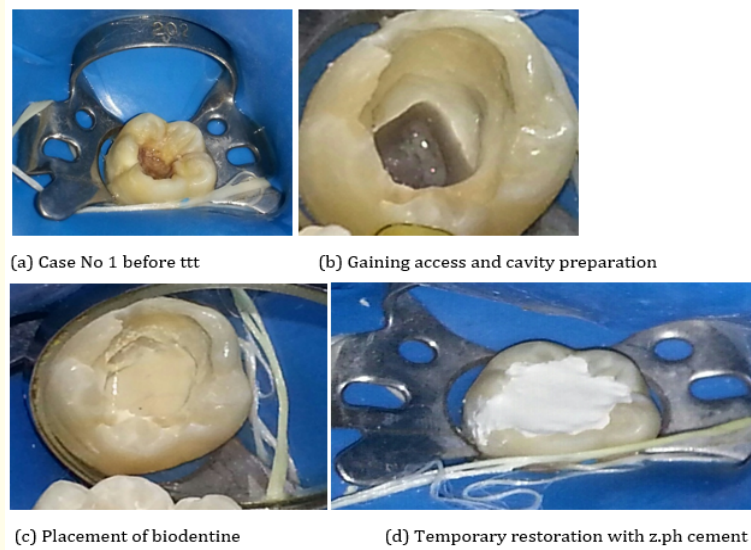 (a) Case No 1 before ttt
(b) Gaining access and cavity preparation
(c) Placement of biodentine
(d) Temporary restoration with z.ph cement